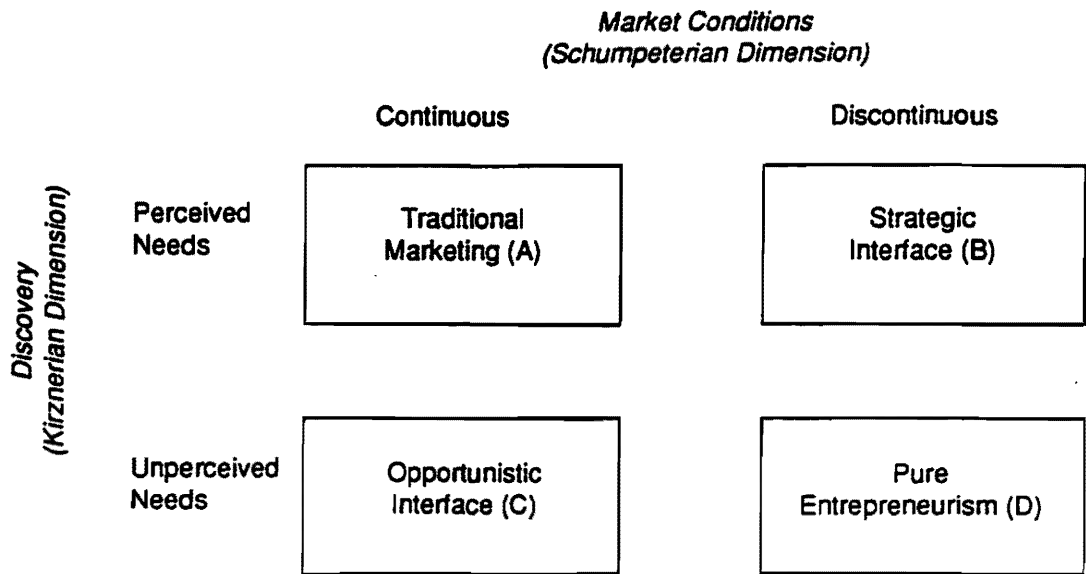 Market Conditions
(Schumpeterian Dimension)
Continuous
Discontinuous
Discovery
(Kirznerian Dimension)
Perceived
Needs
Traditional
Marketing (A)
Strategic
Interface (B)
Unperceived
Needs
Opportunistic
Interface (C)
Pure
Entrepreneurism (D)